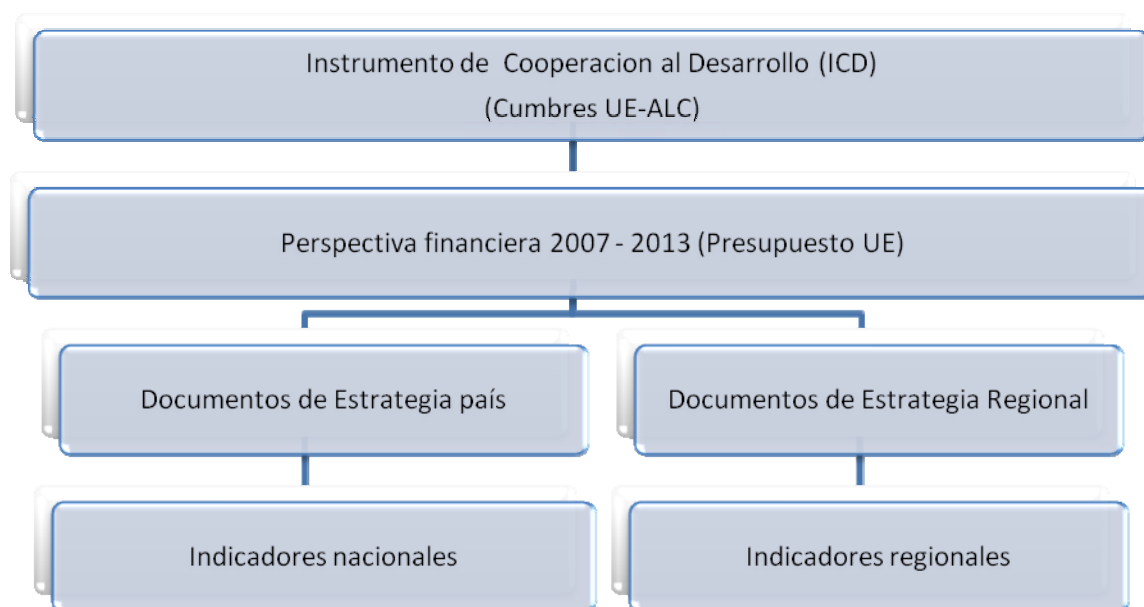 Instrumento de Cooperacion al Desarrollo (ICD)
(Cumbres UE-ALC)
Perspectiva financiera 2007 - 2013 (Presupuesto UE)
Documentos de Estrategia país
Documentos de Estrategia Regional
Indicadores nacionales
Indicadores regionales